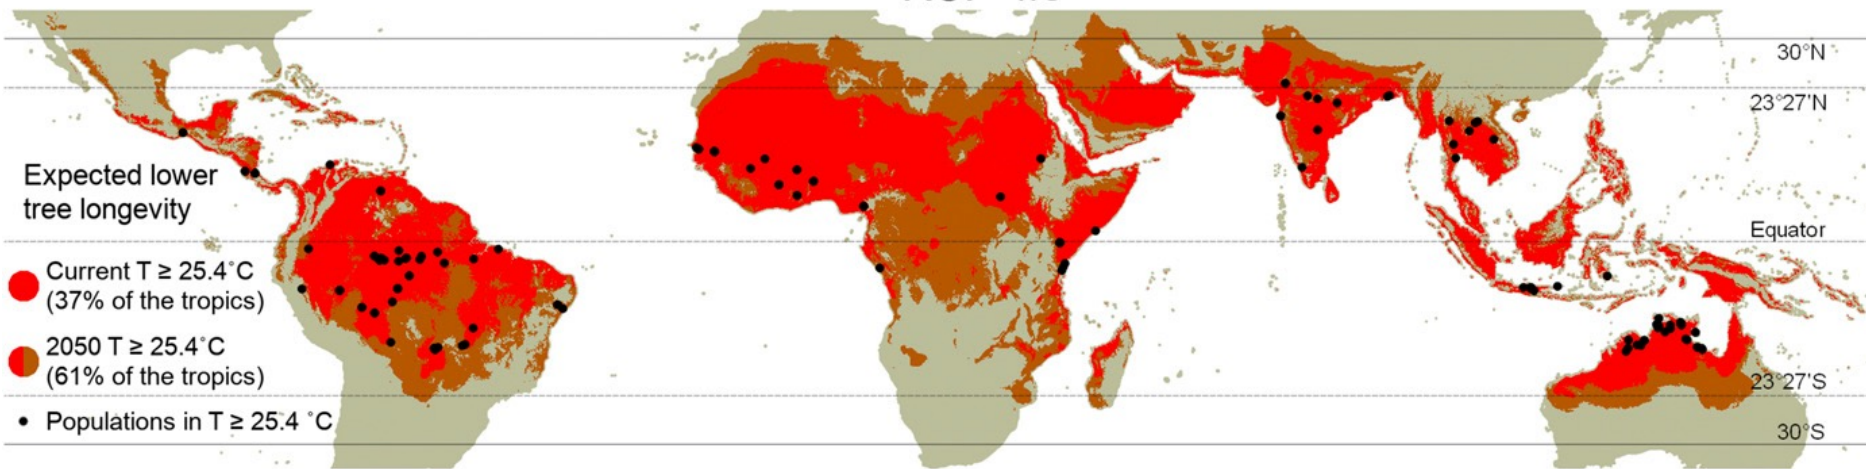 30°N
23°27'N
Expected lower
tree longevity
Equator
Current T ≥ 25.4˚C
(37% of the tropics)
2050 T ≥ 25.4˚C
(61% of the tropics)
23°27'S
Populations in T ≥ 25.4 ˚C
30°S